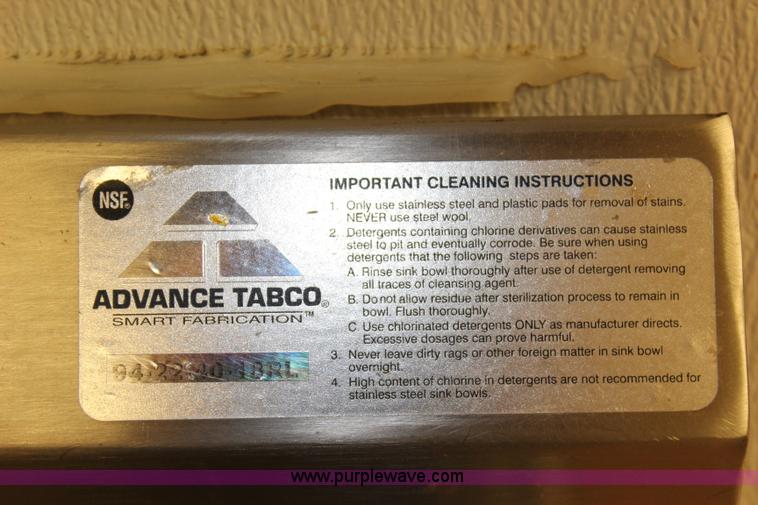 NSF®
ADVANCE TABCO®
SMART FABRICATION™
94-22-40-18RL
IMPORTANT CLEANING INSTRUCTIONS
1. Only use stainless steel and plastic pads for removal of stains.
NEVER use steel wool.
2. Detergents containing chlorine derivatives can cause stainless
steel to pit and eventually corrode. Be sure when using
detergents that the following steps are taken:
A. Rinse sink bowl thoroughly after use of detergent removing
all traces of cleansing agent.
B. Do not allow residue after sterilization process to remain in
bowl. Flush thoroughly.
C. Use chlorinated detergents ONLY as manufacturer directs.
Excessive dosages can prove harmful.
3. Never leave dirty rags or other foreign matter in sink bowl
overnight.
4. High content of chlorine in detergents are not recommended for
stainless steel sink bowls.
www.purplewave.com